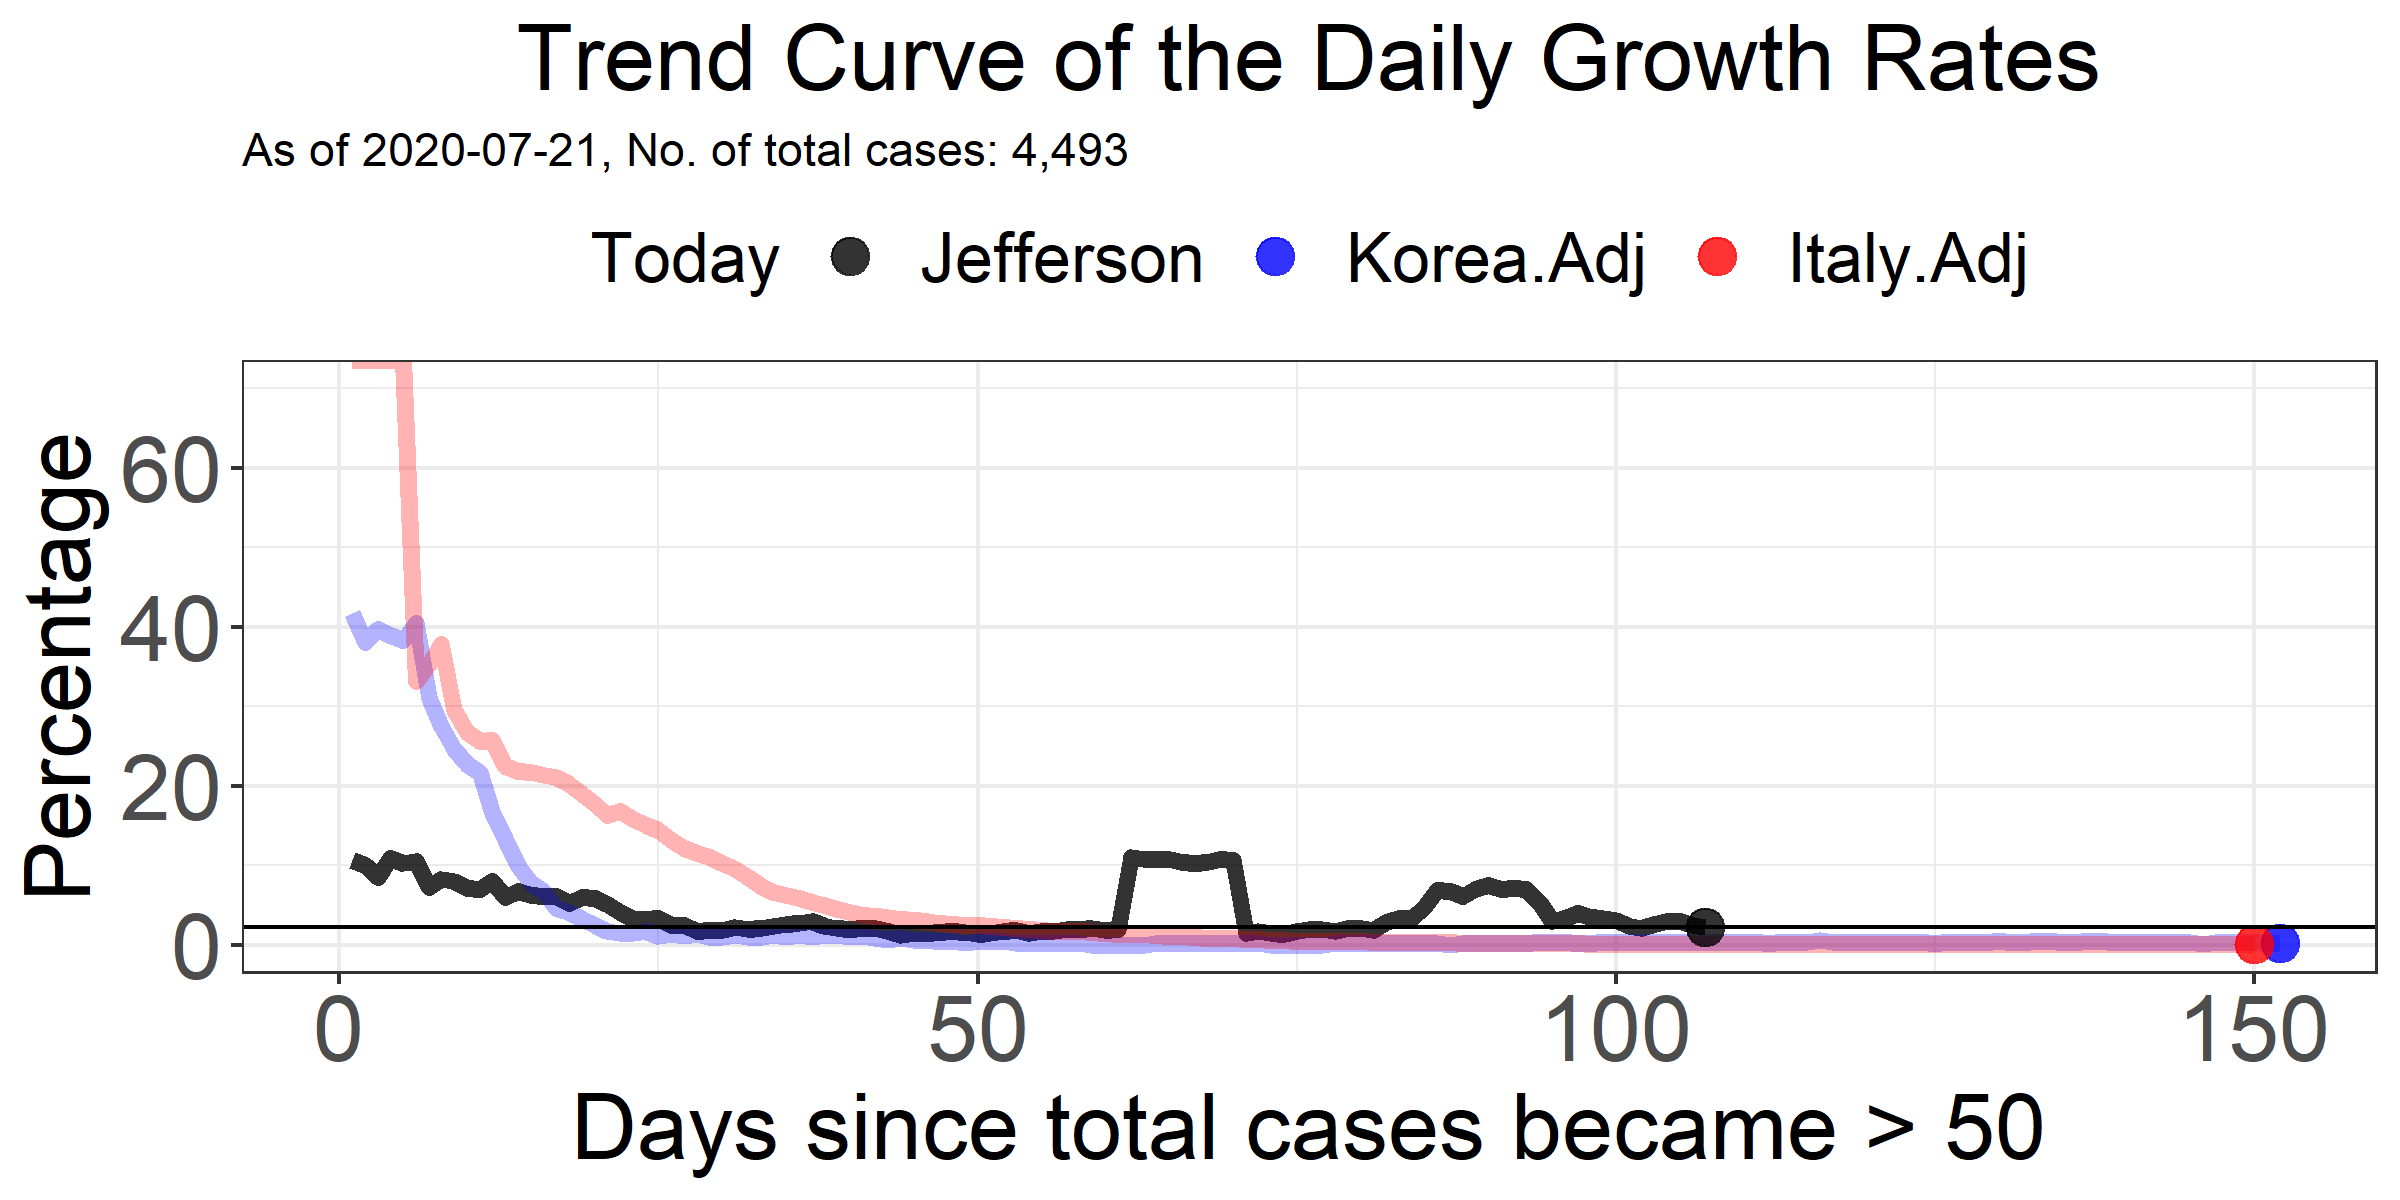 Trend Curve of the Daily Growth Rates
As of 2020-07-21, No. of total cases: 4,493
Today Jefferson Korea.Adj Italy.Adj
Percentage
60
40
20
0
0 50 100 150
Days since total cases became > 50